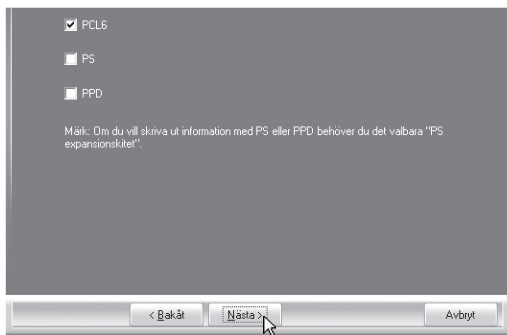 PCL6
PS
PPD
Märk: Om du vill skriva ut information med PS eller PPD behöver du det valbara "PS
expansionskitet".
< Bakåt
Nästa >
Avbryt